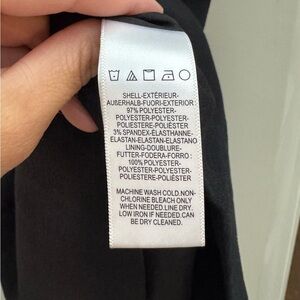 SHELL-EXTÉRIEUR-
AUßERHALB-FUORI-EXTERIOR:
97% POLYESTER-
POLYESTER-POLYESTER-
POLIESTERE-POLIÉSTER
3% SPANDEX-ELASTHANNE-
ELASTAN-ELASTAN-ELASTANO
LINING-DOUBLURE-
FUTTER-FODERA-FORRO:
100% POLYESTER-
POLYESTER-POLYESTER-
POLIESTERE-POLIÉSTER
MACHINE WASH COLD.NON-
CHLORINE BLEACH ONLY
WHEN NEEDED.LINE DRY.
LOW IRON IF NEEDED.CAN
BE DRY CLEANED.